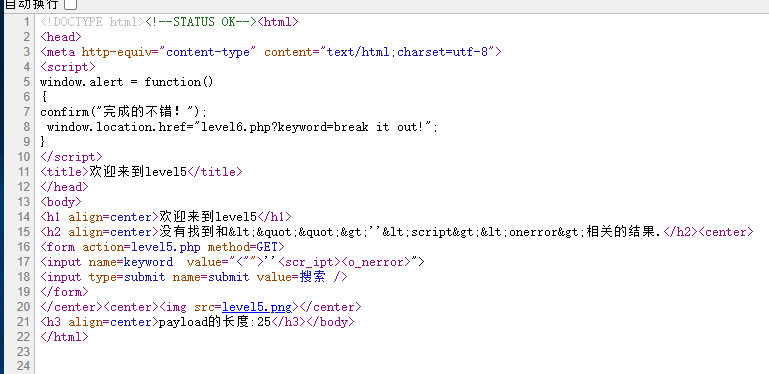 自动换行
1 <!DOCTYPE html><!--STATUS OK--><html>
2 <head>
3 <meta http-equiv="content-type" content="text/html;charset=utf-8">
4 <script>
5 window.alert = function()
6 {
7 confirm("完成的不错！");
8  window.location.href="level6.php?keyword=break it out!";
9 }
10 </script>
11 <title>欢迎来到level5</title>
12 </head>
13 <body>
14 <h1 align=center>欢迎来到level5</h1>
15 <h2 align=center>没有找到和&lt;&quot;&quot;&gt;''&lt;script&gt;&lt;onerror&gt;相关的结果.</h2><center>
16 <form action=level5.php method=GET>
17 <input name=keyword  value="<"">''<scr_ipt><o_nerror>">
18 <input type=submit name=submit value=搜索 />
19 </form>
20 </center><center><img src=level5.png></center>
21 <h3 align=center>payload的长度:25</h3></body>
22 </html>
23
24